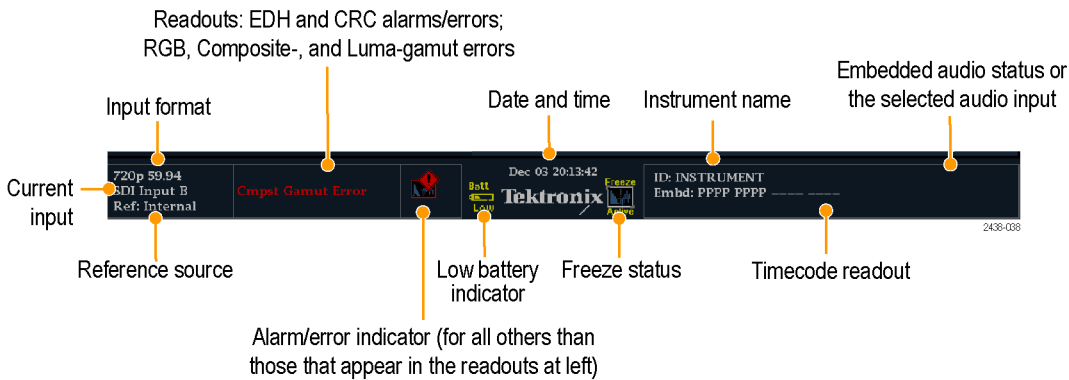 Readouts: EDH and CRC alarms/errors;
RGB, Composite-, and Luma-gamut errors
Embedded audio status or
the selected audio input
Input format
Date and time
Instrument name
720p 59.94
SDI Input B
Ref: Internal
Cmpst Gamut Error
Batt
Low
Dec 03 20:13:42
Tektronix
Freeze
Active
ID: INSTRUMENT
Embd: PPPP PPPP ____ ____
Current
input
2438-038
Reference source
Low battery
indicator
Freeze status
Timecode readout
Alarm/error indicator (for all others than
those that appear in the readouts at left)